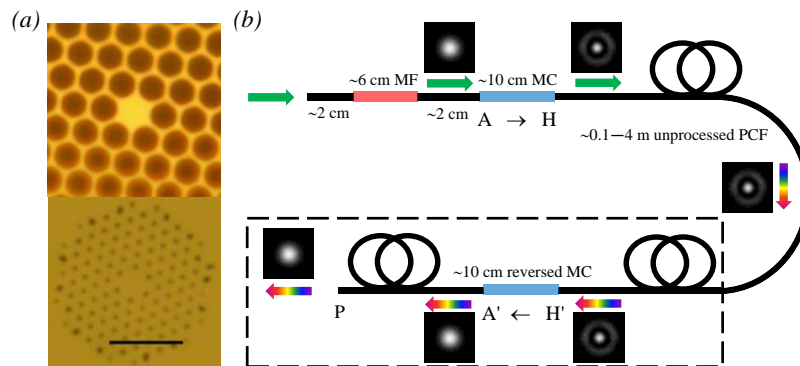 (a)
(b)
~6 cm MF
~10 cm MC
~2 cm
~2 cm
A → H
~0.1—4 m unprocessed PCF
~10 cm reversed MC
P
A' ← H'